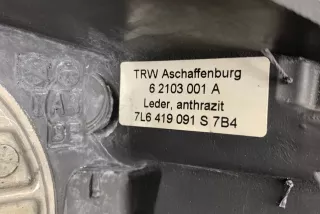 TRW Aschaffenburg
6 2103 001 A
Leder, anthrazit
7L6 419 091 S 7B4